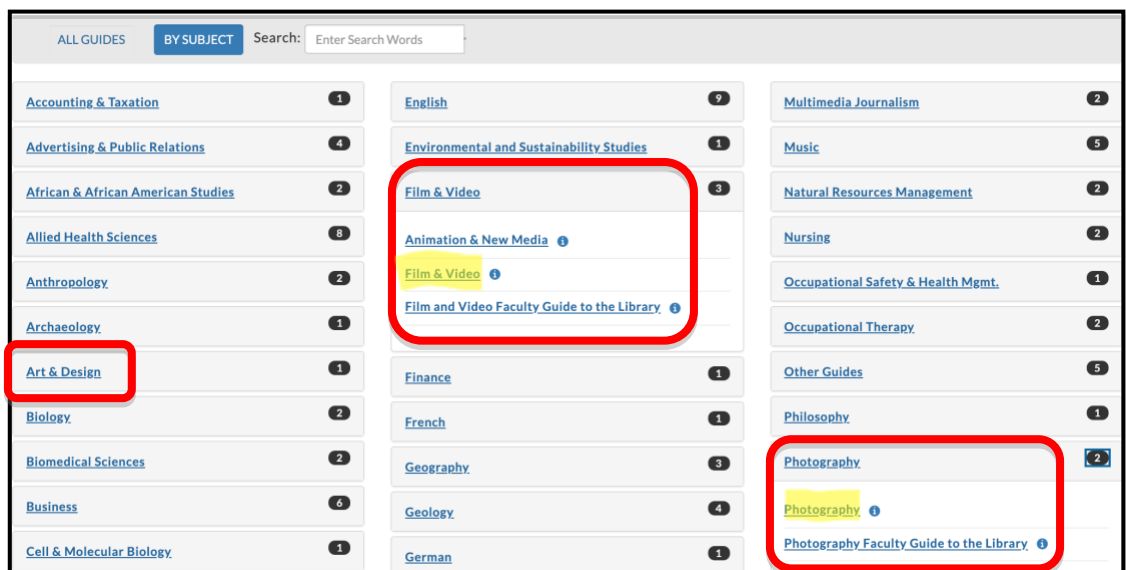 ALL GUIDES BY SUBJECT Search: Enter Search Words
Accounting & Taxation 1
Advertising & Public Relations 4
African & African American Studies 2
Allied Health Sciences 8
Anthropology 2
Archaeology 1
Art & Design 1
Biology 2
Biomedical Sciences 2
Business 6
Cell & Molecular Biology 1
English 9
Environmental and Sustainability Studies 1
Film & Video 3
Animation & New Media
Film & Video
Film and Video Faculty Guide to the Library
Finance 1
French 1
Geography 3
Geology 4
German 1
Multimedia Journalism 2
Music 5
Natural Resources Management 2
Nursing 2
Occupational Safety & Health Mgmt. 1
Occupational Therapy 2
Other Guides 5
Philosophy 1
Photography 2
Photography
Photography Faculty Guide to the Library